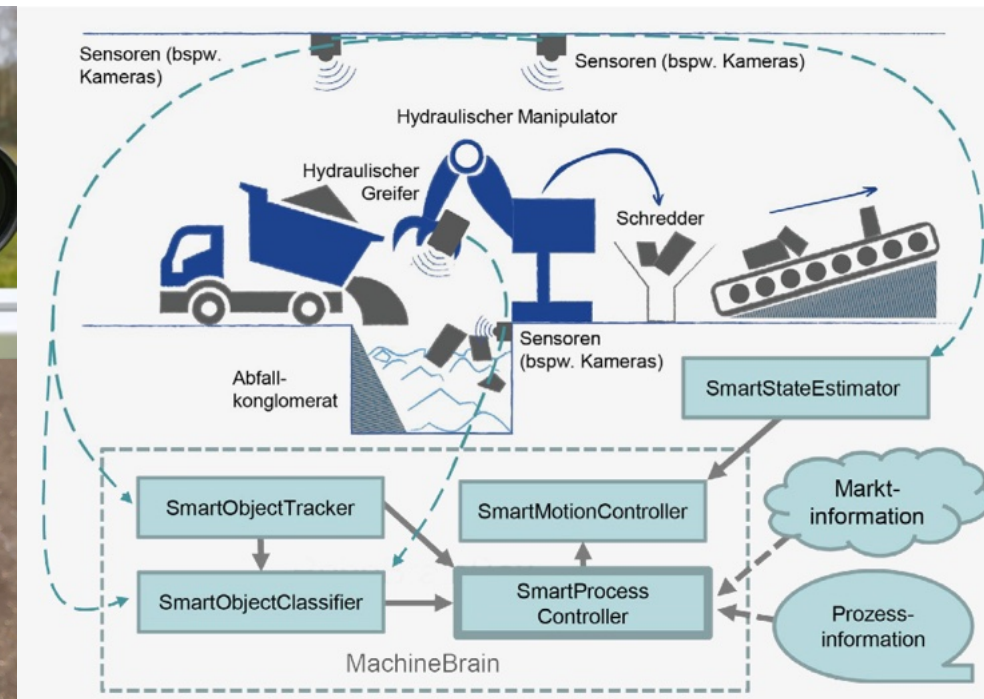 Sensoren (bspw.
Kameras)
Sensoren (bspw. Kameras)
Hydraulischer Manipulator
Hydraulischer
Greifer
Schredder
Sensoren
(bspw. Kameras)
Abfall-
konglomerat
SmartStateEstimator
SmartObjectTracker
SmartMotionController
Markt-
information
SmartObjectClassifier
SmartProcess
Controller
Prozess-
information
MachineBrain